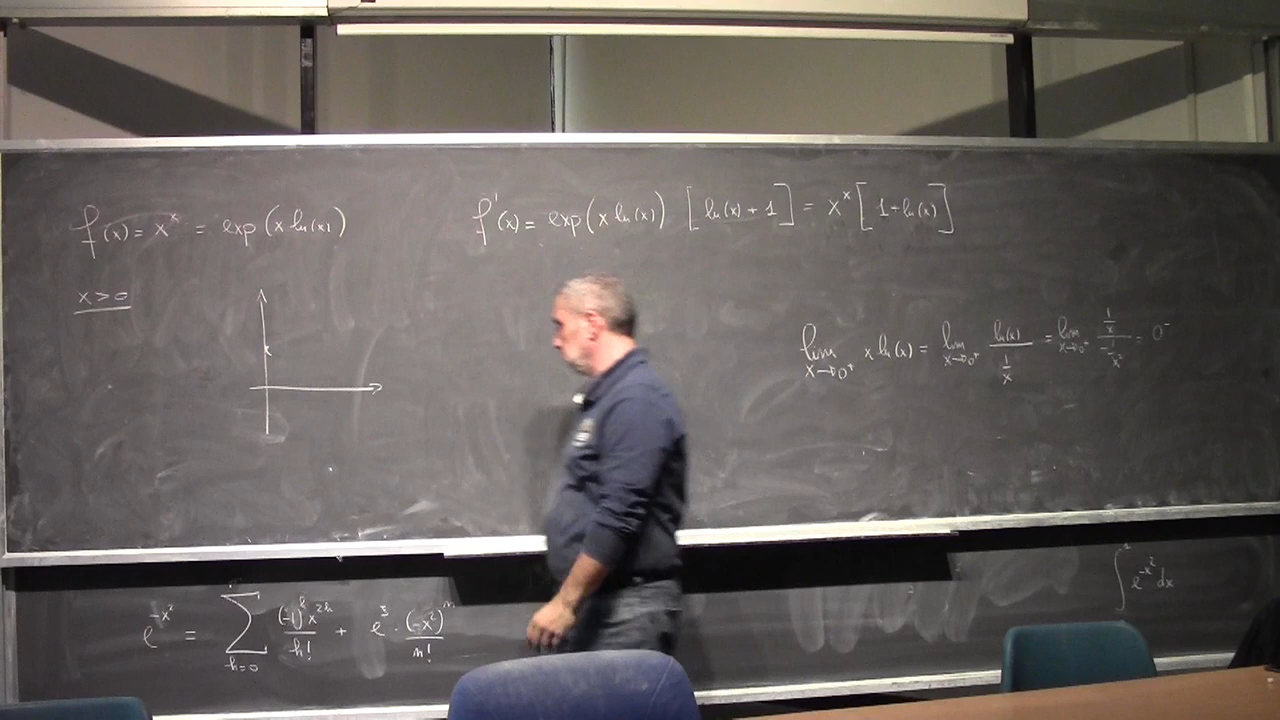 f(x) = x^x = exp(x ln(x))
f'(x) = exp(x ln(x)) [ln(x) + 1] = x^x [1 + ln(x)]
x > 0
lim_{x→0⁺} x ln(x) = lim_{x→0⁺} ln(x) / (1/x) = lim_{x→0⁺} (1/x) / (-1/x²) = 0⁻
e^{-x²} = Σ_{k=0} (-1)^k x^{2k} / k! + e^ξ · (-x²)^n / n!
∫ e^{-x²} dx